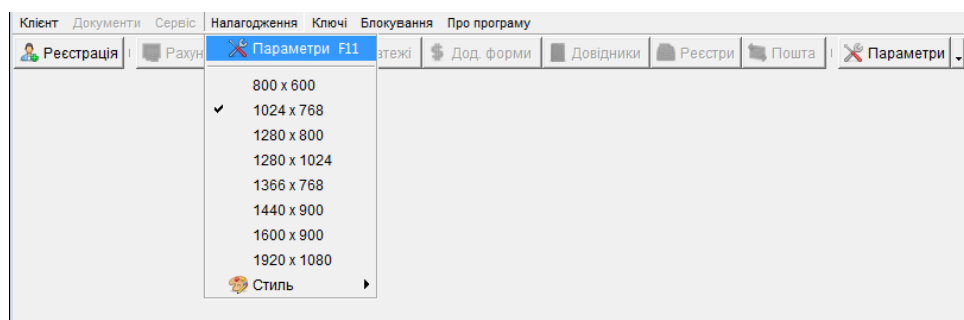 Клієнт Документи Сервіс Налагодження Ключі Блокування Про програму
Реєстрація Дод. форми Довідники Реєстри Пошта Параметри
Параметри F11
800 x 600
1024 x 768
1280 x 800
1280 x 1024
1366 x 768
1440 x 900
1600 x 900
1920 x 1080
Стиль